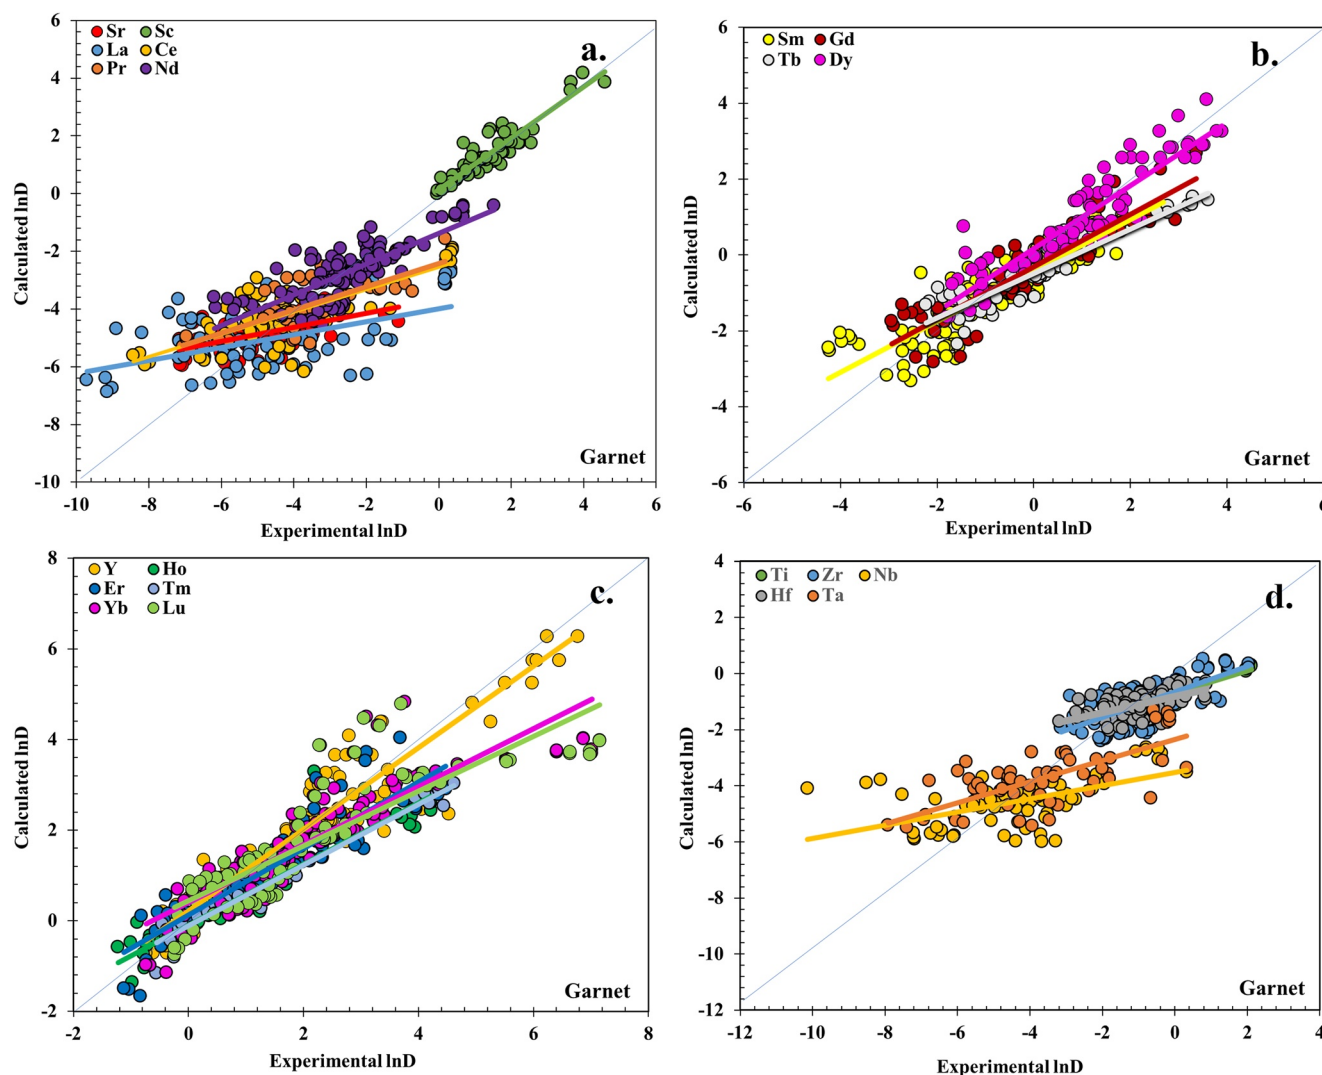 a.
Sr Sc
La Ce
Pr Nd
6
4
2
0
-2
-4
-6
-8
-10
Calculated lnD
Garnet
-10 -8 -6 -4 -2 0 2 4 6
Experimental lnD
b.
Sm Gd
Tb Dy
6
4
2
0
-2
-4
-6
Calculated lnD
Garnet
-6 -4 -2 0 2 4 6
Experimental lnD
c.
Y Ho
Er Tm
Yb Lu
8
6
4
2
0
-2
Calculated lnD
Garnet
-2 0 2 4 6 8
Experimental lnD
d.
Ti Zr Nb
Hf Ta
4
2
0
-2
-4
-6
-8
-10
-12
Calculated lnD
Garnet
-12 -10 -8 -6 -4 -2 0 2 4
Experimental lnD